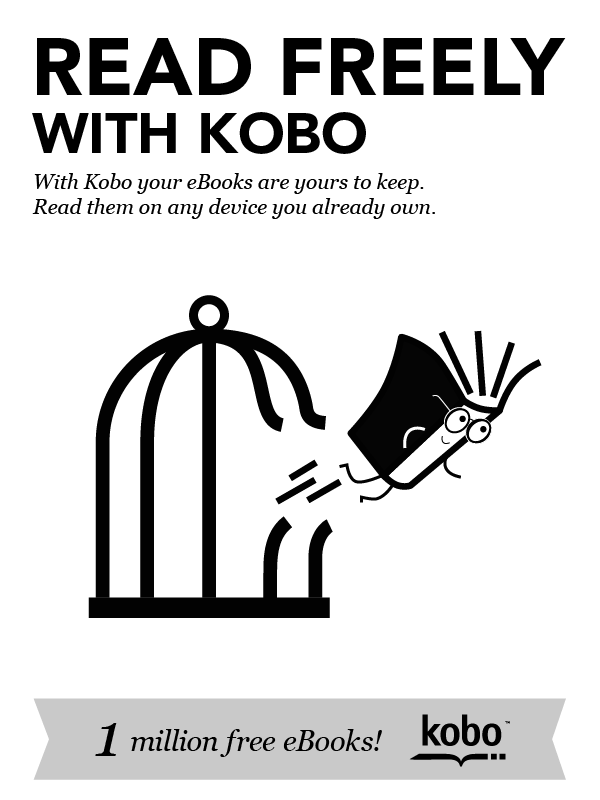 READ FREELY
WITH KOBO
With Kobo your eBooks are yours to keep.
Read them on any device you already own.
1 million free eBooks!
kobo™